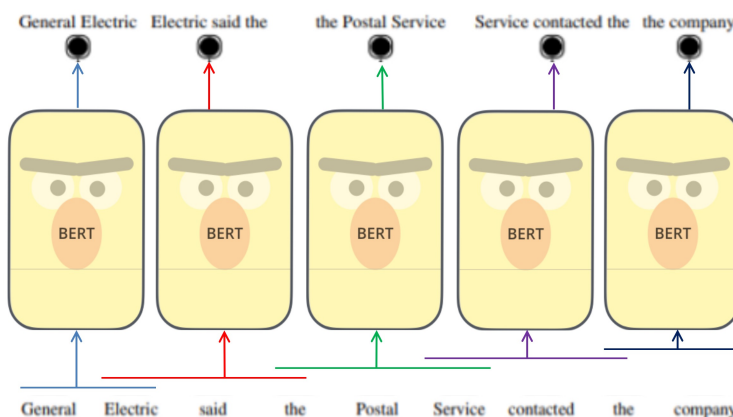 General Electric Electric said the the Postal Service Service contacted the the company
BERT BERT BERT BERT BERT
General Electric said the Postal Service contacted the company